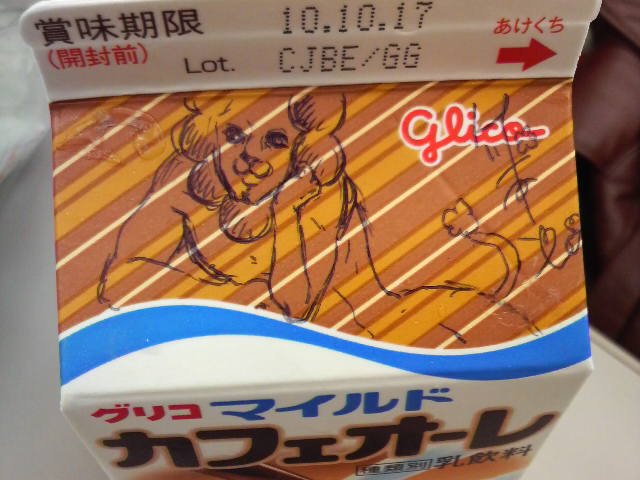 賞味期限
(開封前)
10.10.17
Lot. CJBE/GG
あけくち
glico
グリコ マイルド
カフェオーレ
種類別 乳飲料